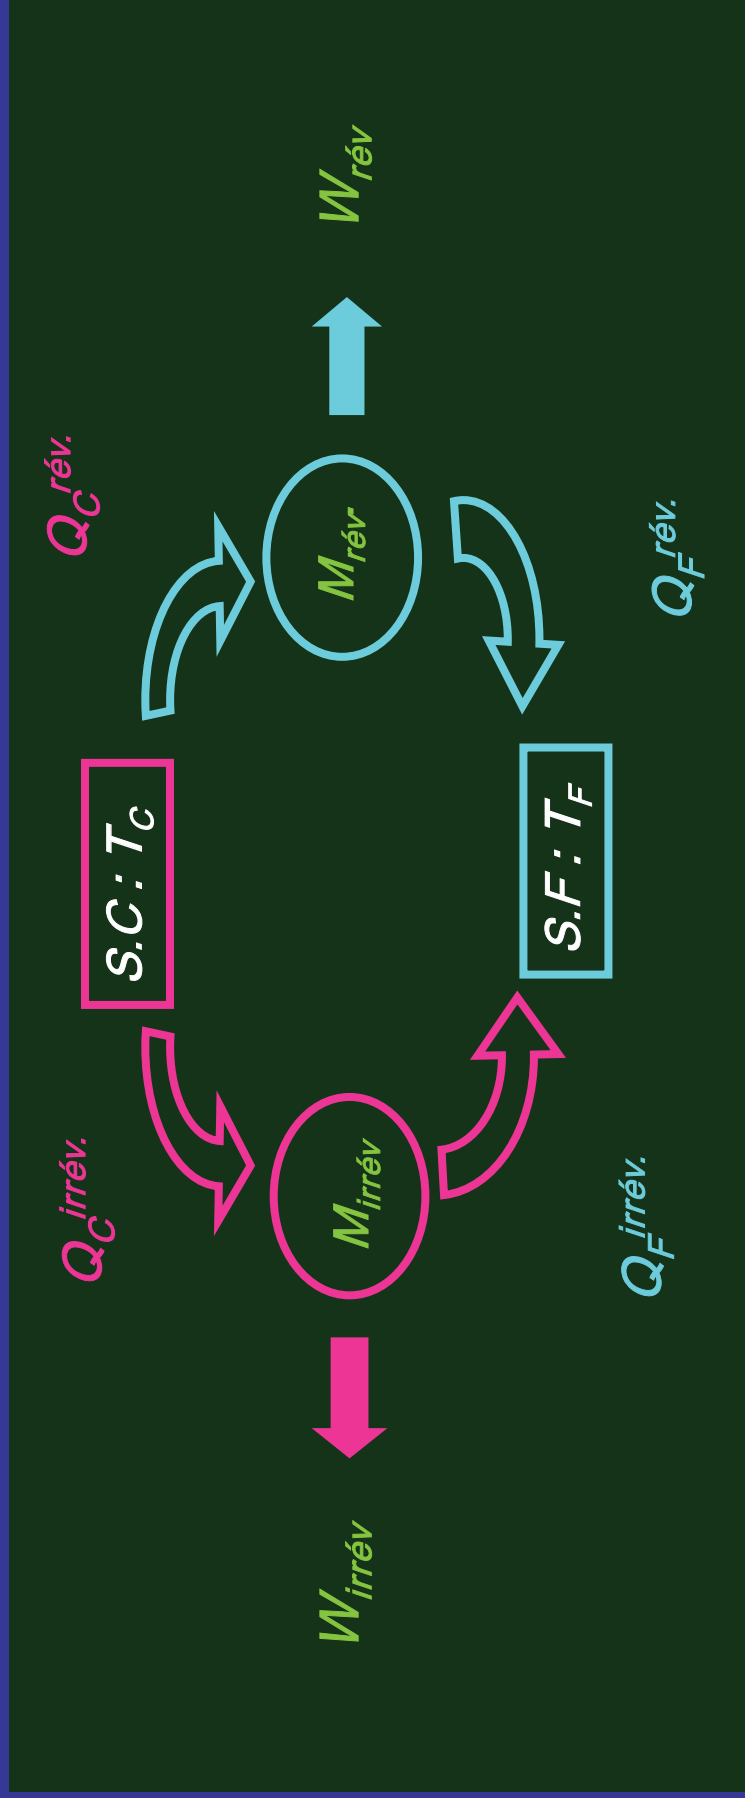 Q_C^irrév. S.C : T_C Q_C^rév.
W_irrév M_irrév M_rév W_rév
S.F : T_F
Q_F^irrév. Q_F^rév.